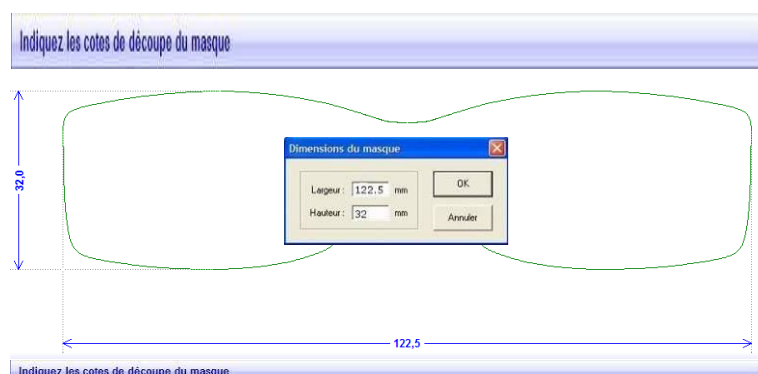 Indiquez les cotes de découpe du masque
32,0
Dimensions du masque
Largeur : 122.5 mm
OK
Hauteur : 32 mm
Annuler
122,5
Indiquez les cotes de découpe du masque